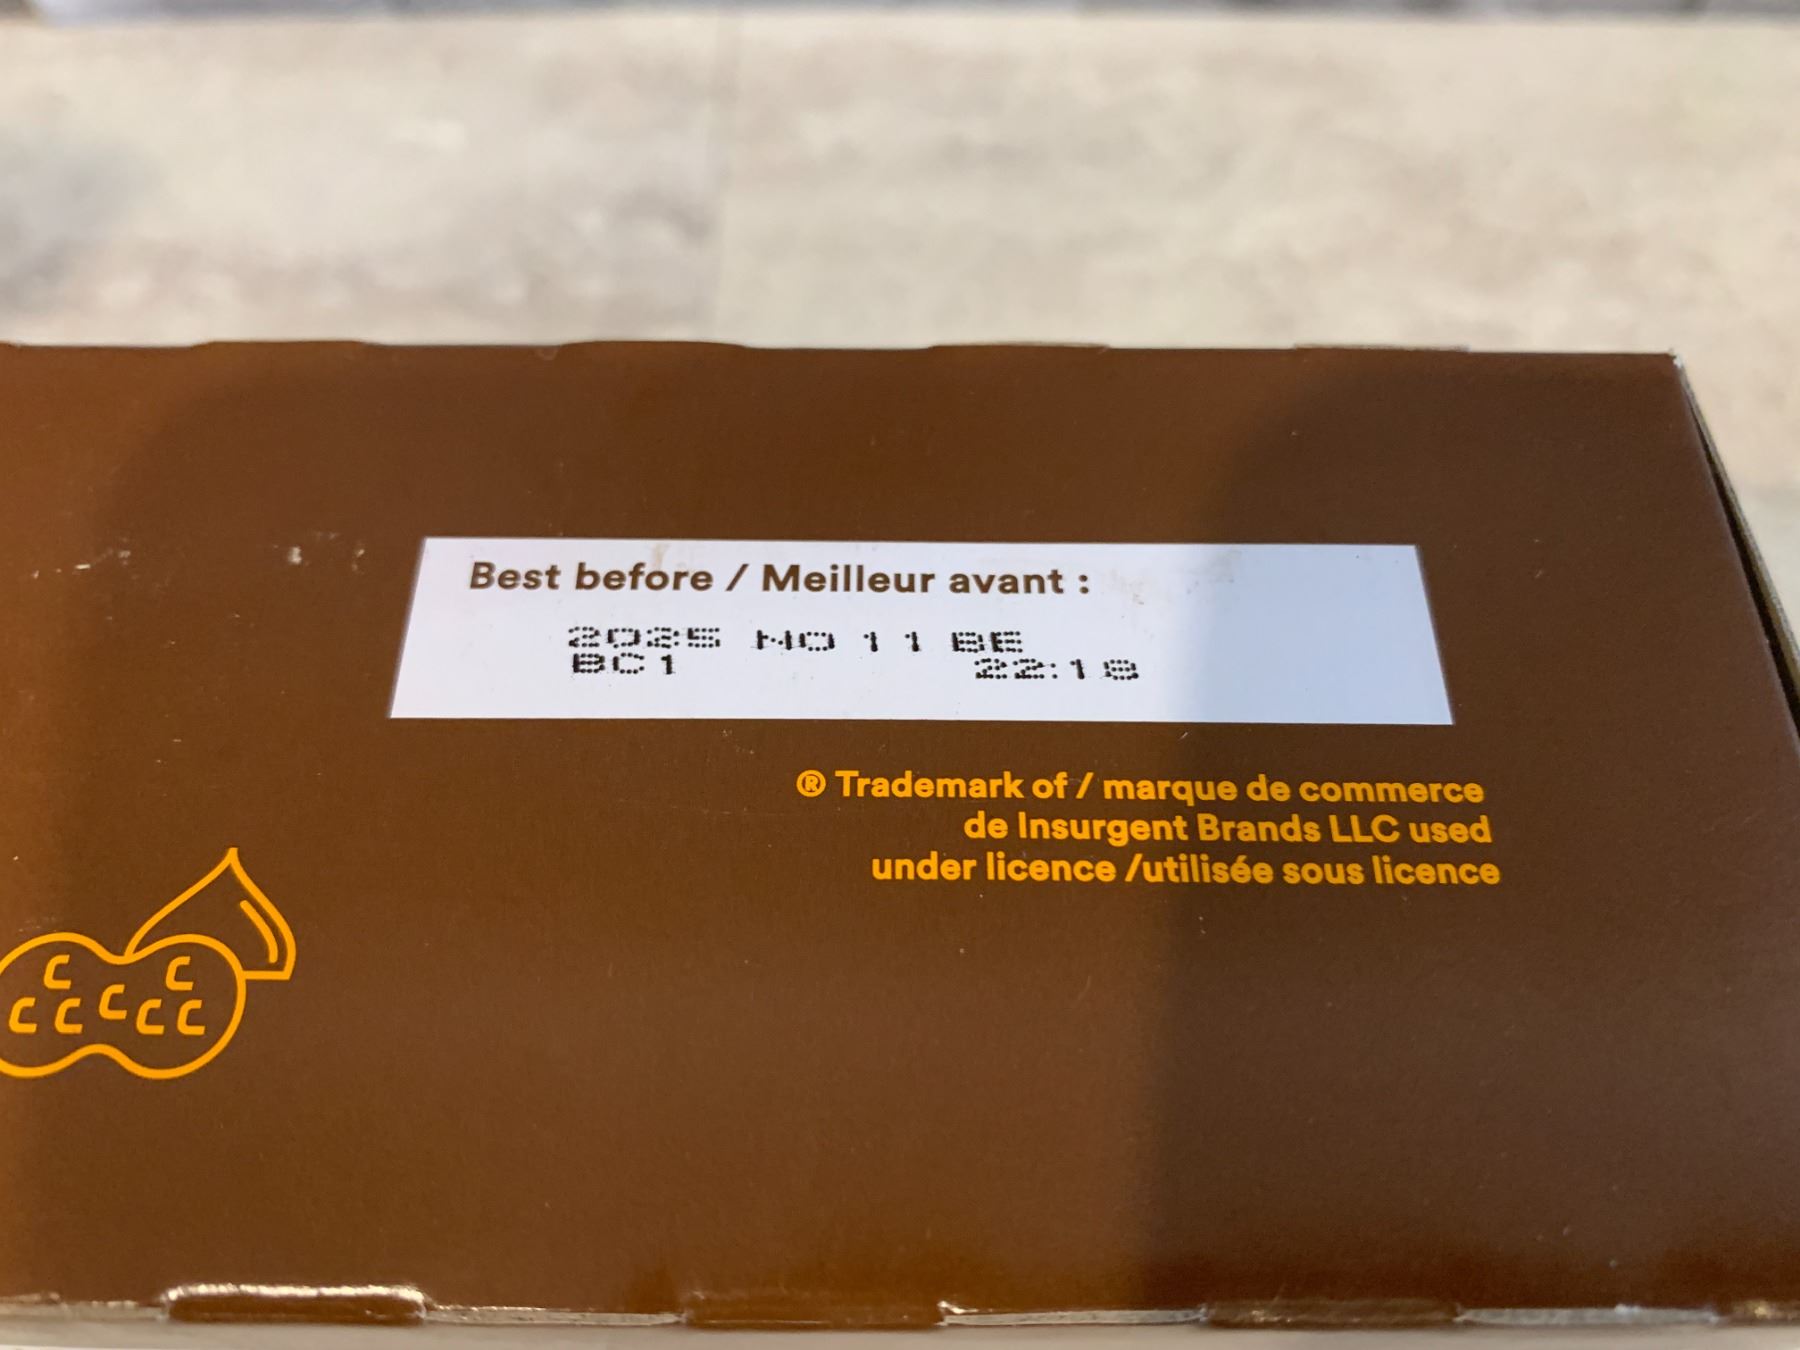 Best before / Meilleur avant :
2025 NO 11 BE
BC1 22:18
® Trademark of / marque de commerce
de Insurgent Brands LLC used
under licence /utilisée sous licence